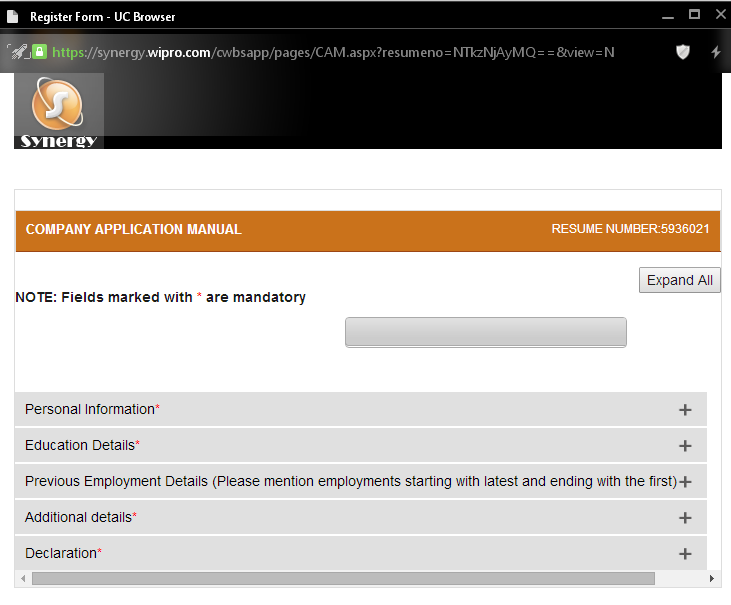 Register Form - UC Browser
https://synergy.wipro.com/cwbsapp/pages/CAM.aspx?resumeno=NTkzNjAyMQ==&view=N
S
Synergy
COMPANY APPLICATION MANUAL RESUME NUMBER:5936021
Expand All
NOTE: Fields marked with * are mandatory
Personal Information*
Education Details*
Previous Employment Details (Please mention employments starting with latest and ending with the first)
Additional details*
Declaration*